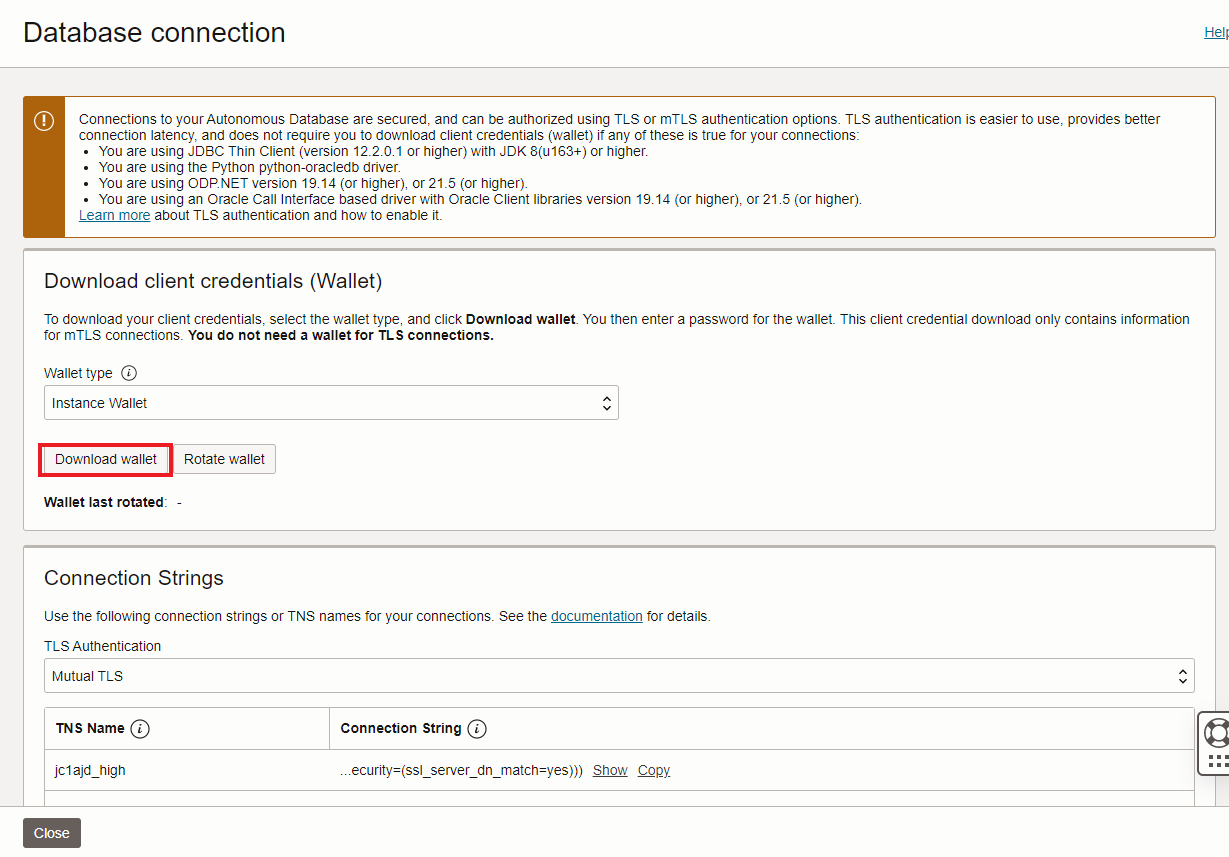 Database connection
Help
Connections to your Autonomous Database are secured, and can be authorized using TLS or mTLS authentication options. TLS authentication is easier to use, provides better
connection latency, and does not require you to download client credentials (wallet) if any of these is true for your connections:
• You are using JDBC Thin Client (version 12.2.0.1 or higher) with JDK 8(u163+) or higher.
• You are using the Python python-oracledb driver.
• You are using ODP.NET version 19.14 (or higher), or 21.5 (or higher).
• You are using an Oracle Call Interface based driver with Oracle Client libraries version 19.14 (or higher), or 21.5 (or higher).
Learn more about TLS authentication and how to enable it.
Download client credentials (Wallet)
To download your client credentials, select the wallet type, and click Download wallet. You then enter a password for the wallet. This client credential download only contains information
for mTLS connections. You do not need a wallet for TLS connections.
Wallet type
Instance Wallet
Download wallet Rotate wallet
Wallet last rotated: -
Connection Strings
Use the following connection strings or TNS names for your connections. See the documentation for details.
TLS Authentication
Mutual TLS
TNS Name Connection String
jc1ajd_high ...ecurity=(ssl_server_dn_match=yes))) Show Copy
Close